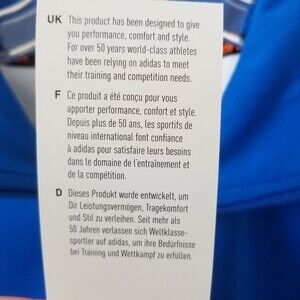 UK This product has been designed to give
you performance, comfort and style.
For over 50 years world-class athletes
have been relying on adidas to meet
their training and competition needs.
F Ce produit a été conçu pour vous
apporter performance, confort et style.
Depuis plus de 50 ans, les sportifs de
niveau international font confiance
à adidas pour satisfaire leurs besoins
dans le domaine de l'entraînement et
de la compétition.
D Dieses Produkt wurde entwickelt, um
Dir Leistungsvermögen, Tragekomfort
und Stil zu verleihen. Seit mehr als
50 Jahren verlassen sich Weltklasse-
sportler auf adidas, um ihre Bedürfnisse
bei Training und Wettkampf zu erfüllen.